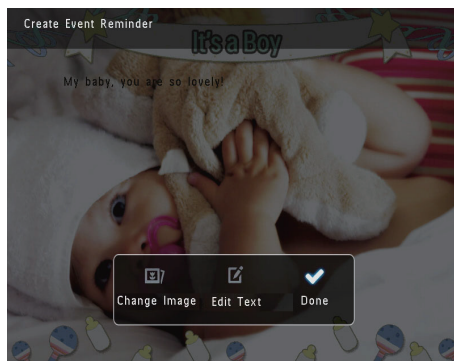 Create Event Reminder
It's a Boy
My baby, you are so lovely!
Change Image
Edit Text
Done